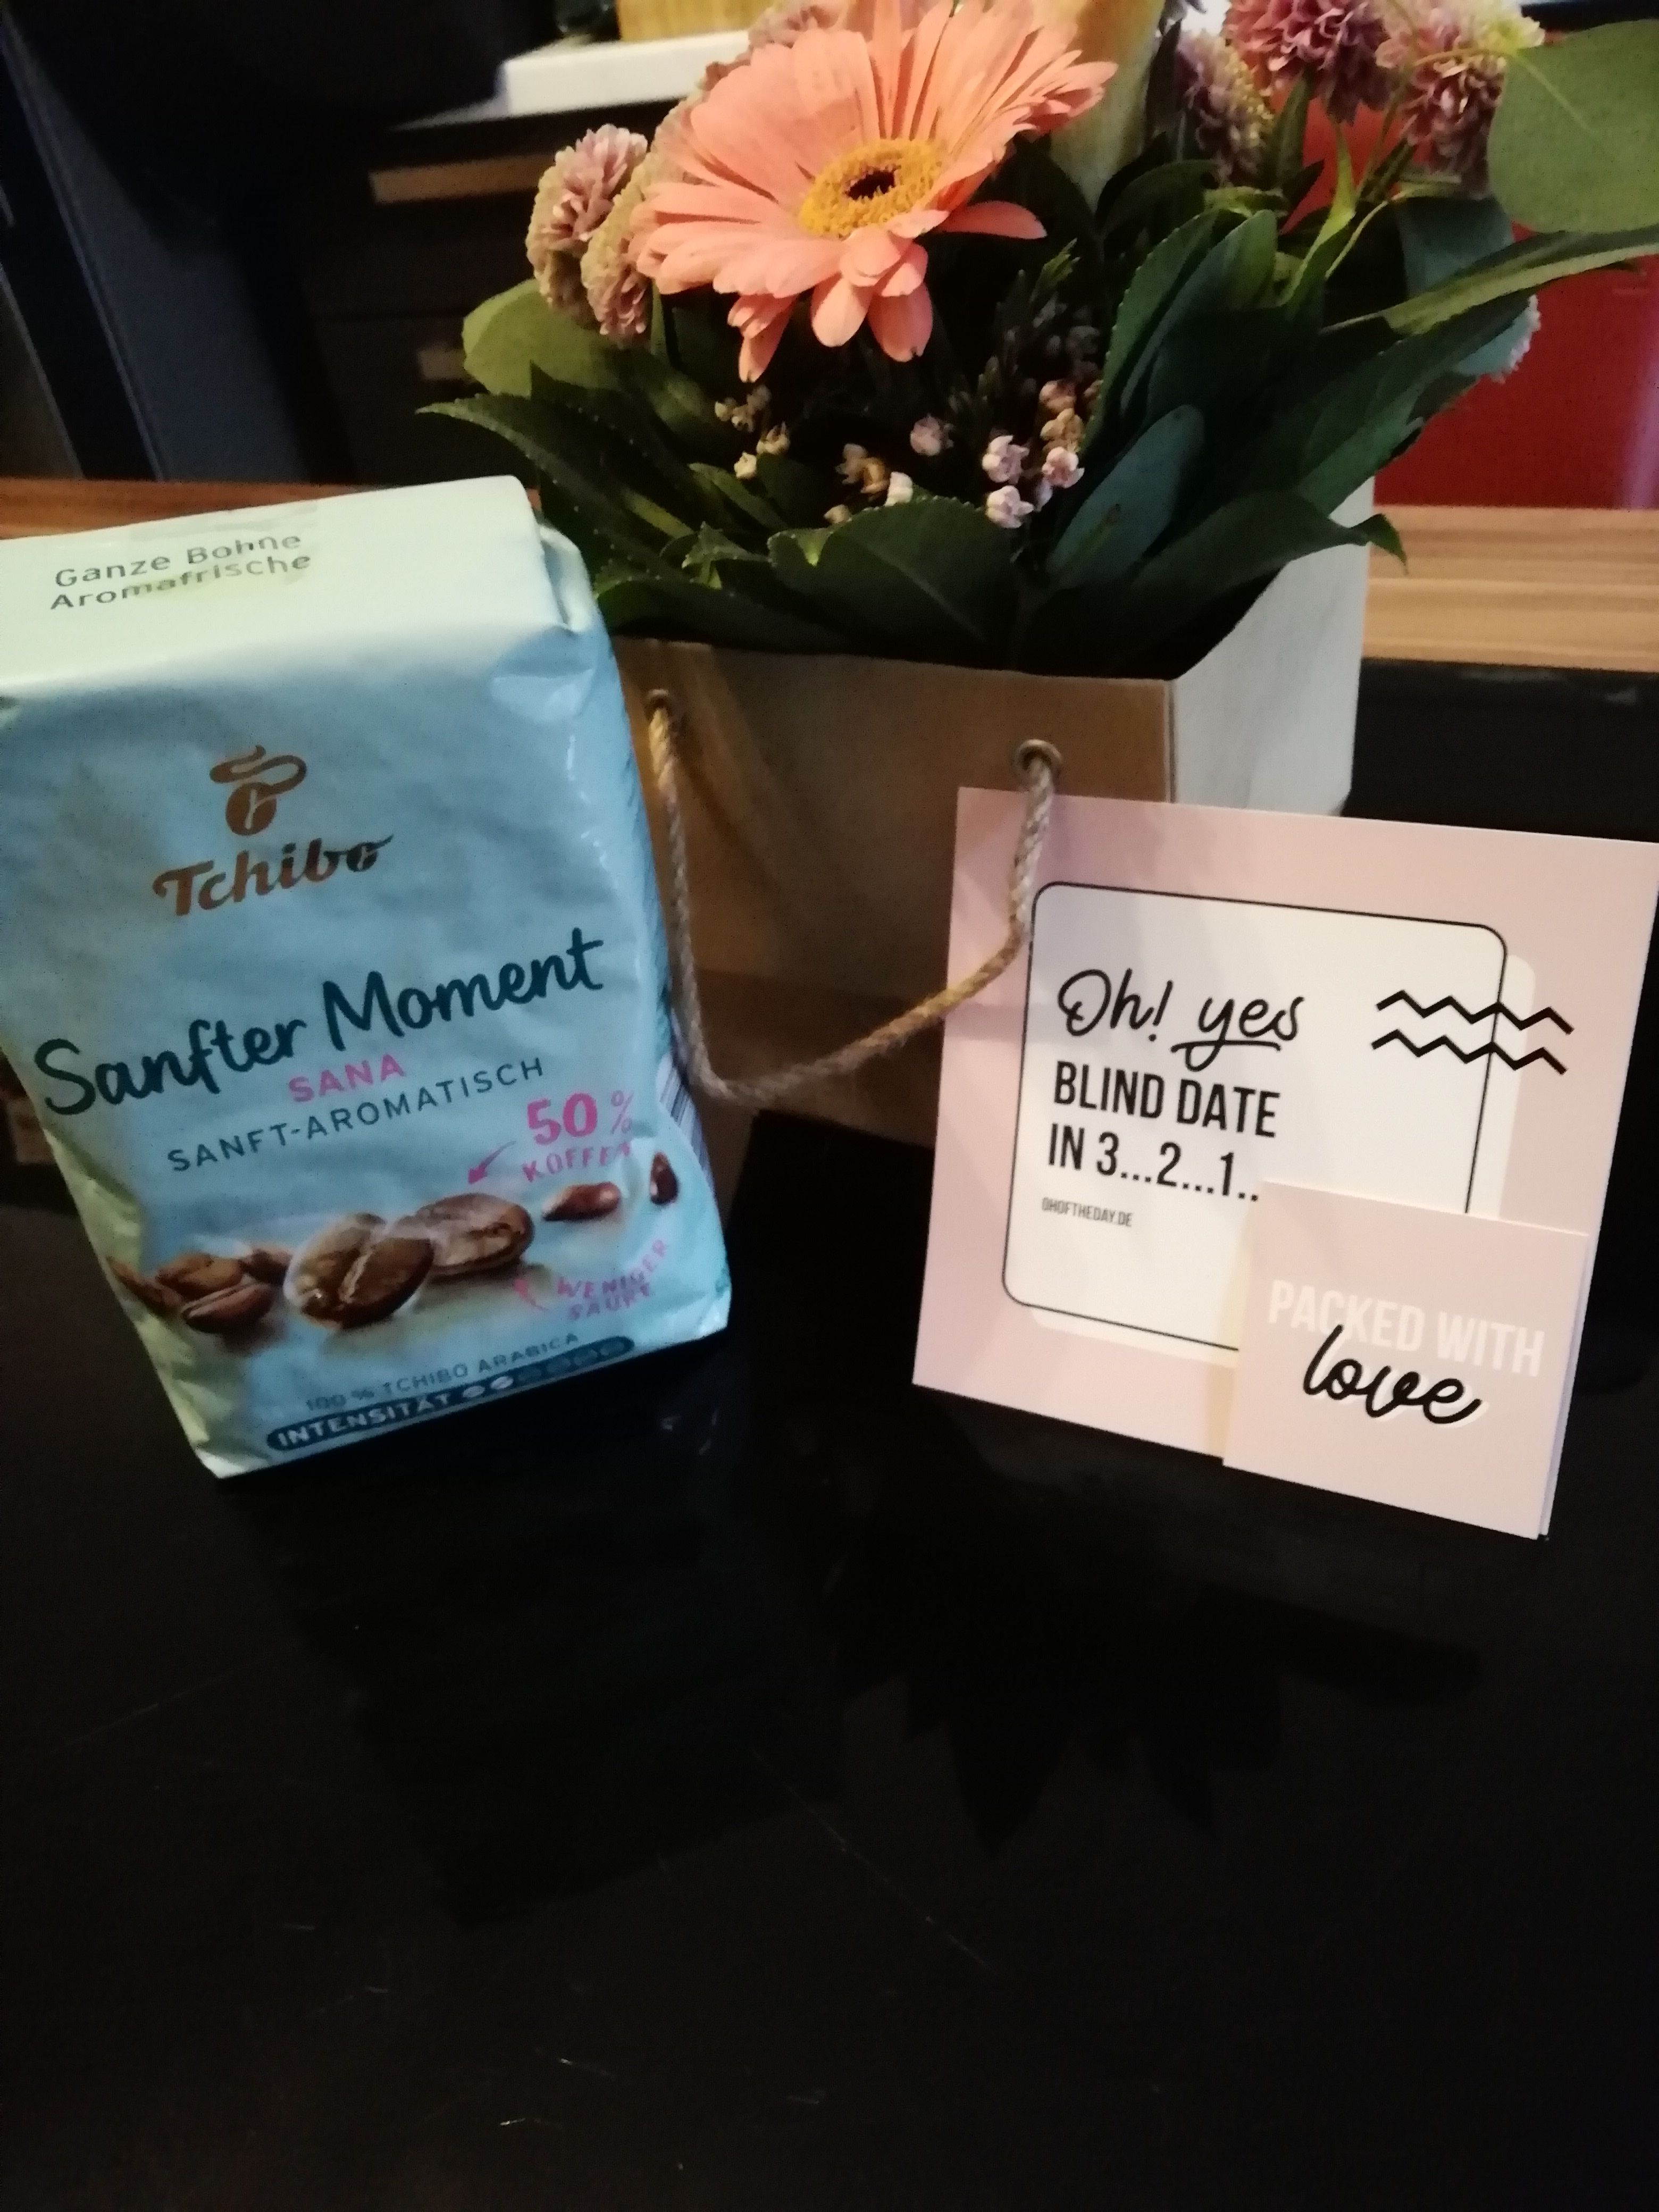 Ganze Bohne
Aromafrische
Tchibo
Sanfter Moment
SANA
SANFT-AROMATISCH
50%
KOFFEIN
WENIGER
SÄURE
100% TCHIBO ARABICA
INTENSITÄT
Oh! yes
BLIND DATE
IN 3...2...1..
OHOFTHEDAY.DE
PACKED WITH
love